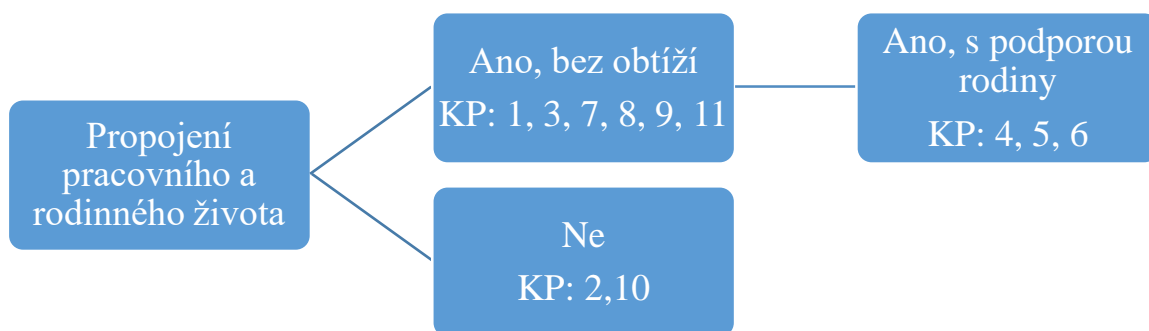 Propojení
pracovního a
rodinného života
Ano, bez obtíží
KP: 1, 3, 7, 8, 9, 11
Ano, s podporou
rodiny
KP: 4, 5, 6
Ne
KP: 2,10